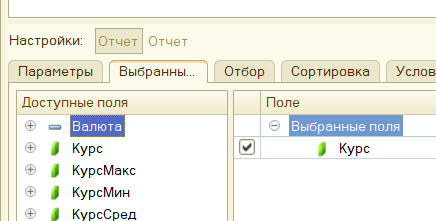 Настройки: Отчет Отчет
Параметры Выбранны... Отбор Сортировка Услов
Доступные поля Поле
Валюта Выбранные поля
Курс Курс
КурсМакс
КурсМин
КурсСред